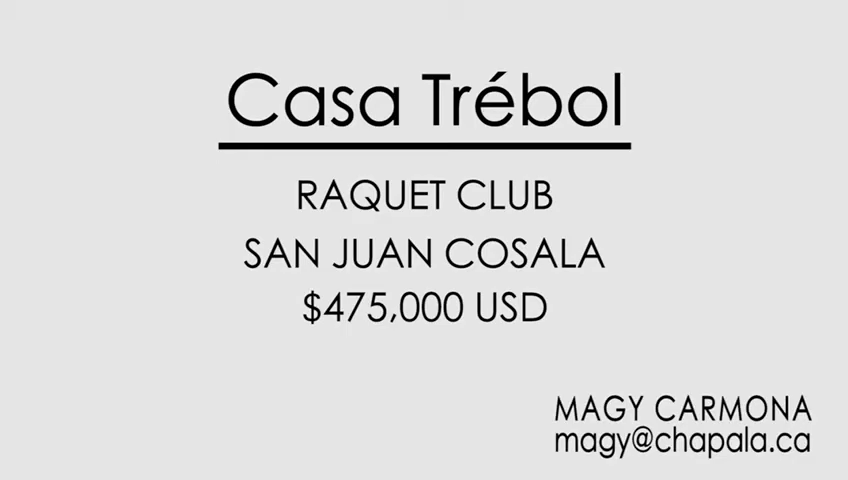 Casa Trébol
RAQUET CLUB
SAN JUAN COSALA
$475,000 USD
MAGY CARMONA
magy@chapala.ca